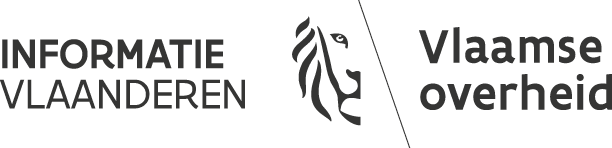 INFORMATIE
VLAANDEREN
Vlaamse
overheid